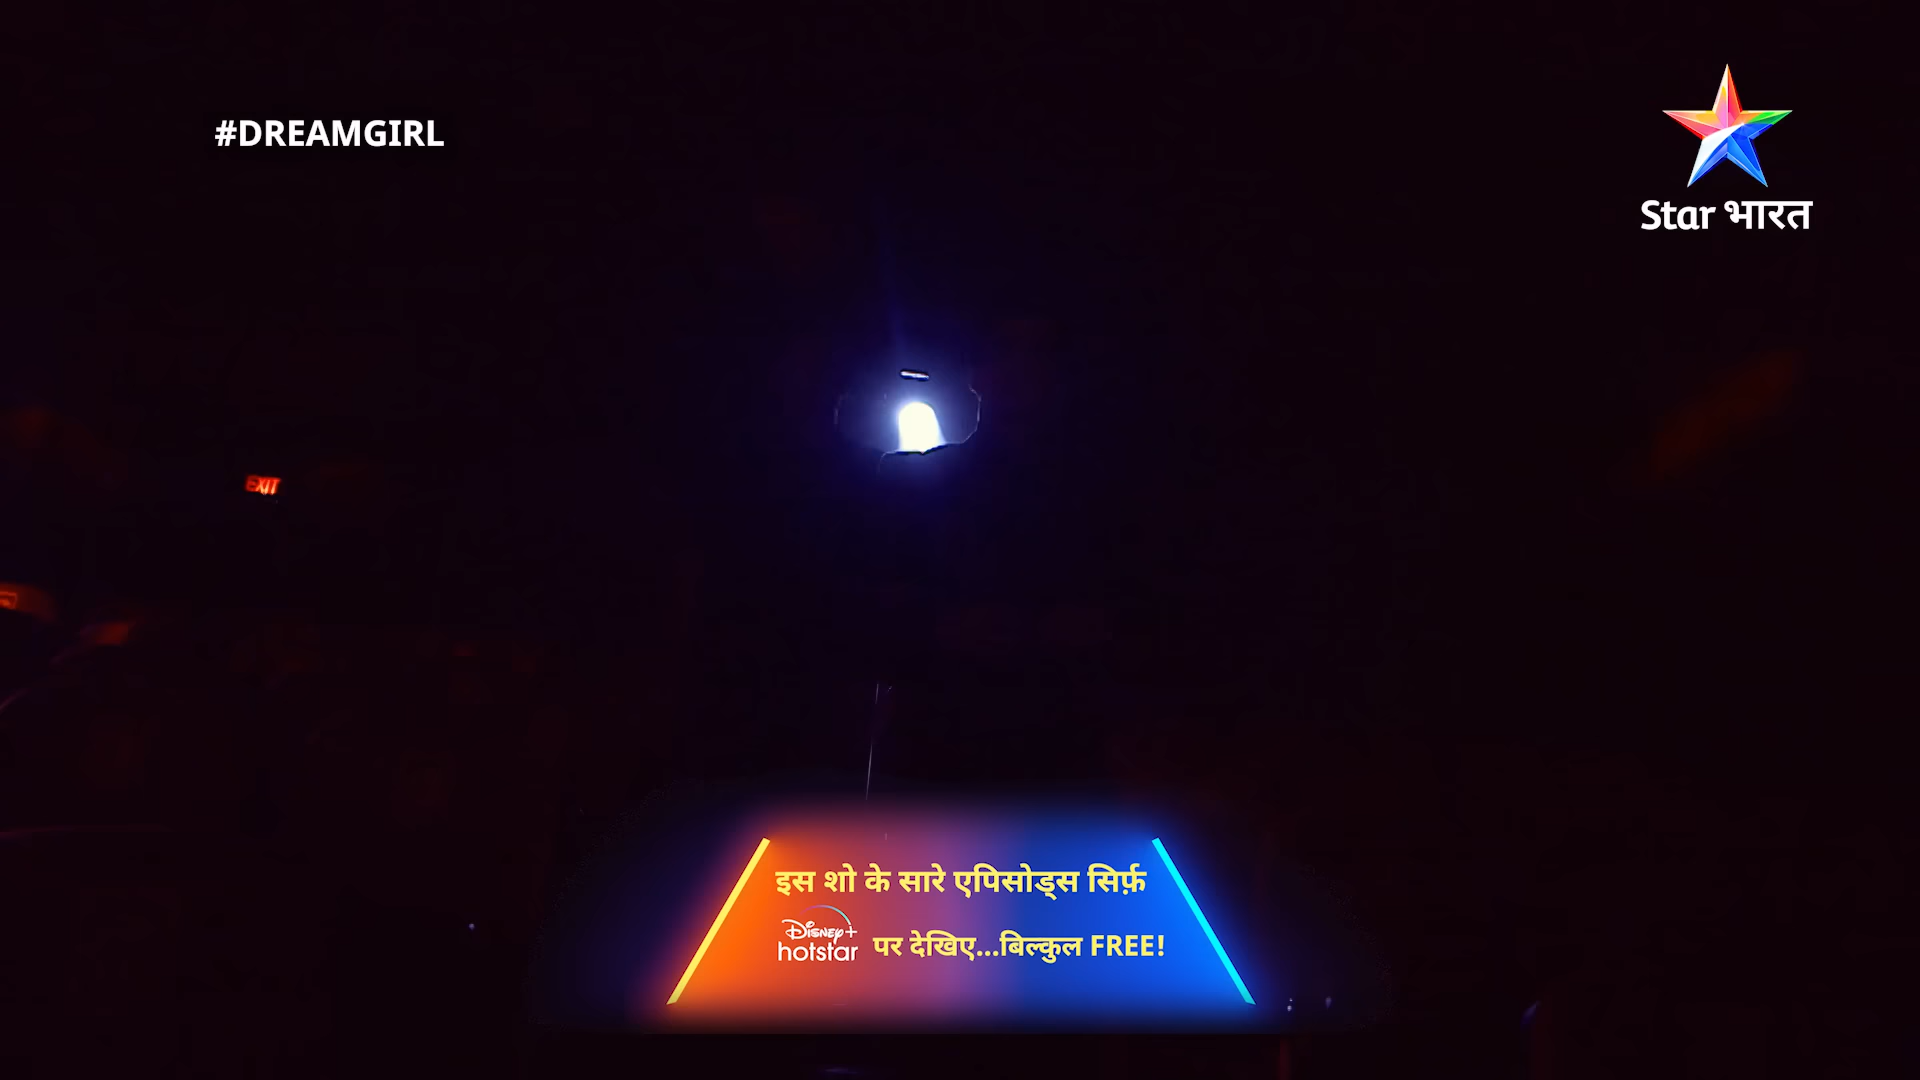 #DREAMGIRL
Star भारत
EXIT
इस शो के सारे एपिसोड्स सिर्फ़
Disney+ hotstar पर देखिए...बिल्कुल FREE!